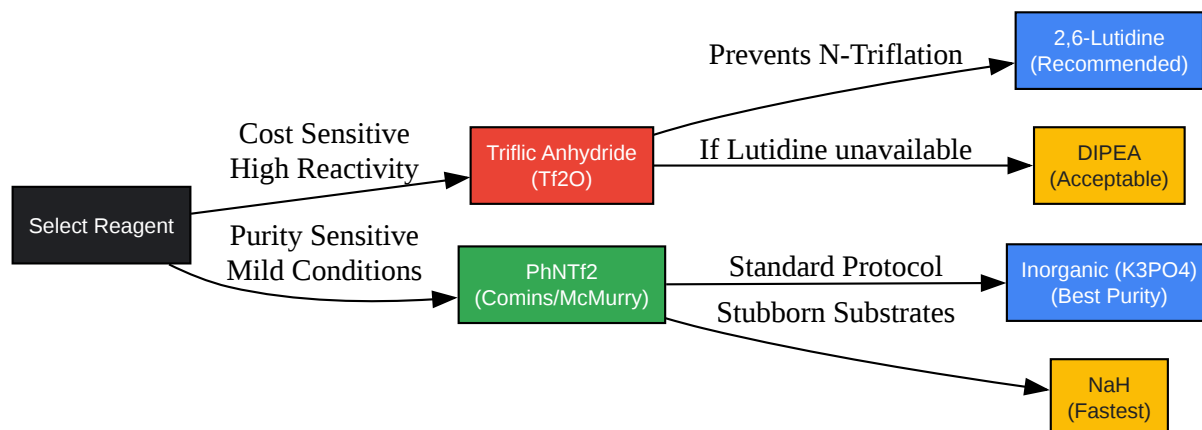 Select Reagent
Cost Sensitive
High Reactivity
Purity Sensitive
Mild Conditions
Triflic Anhydride
(Tf2O)
PhNTf2
(Comins/McMurry)
Prevents N-Triflation
If Lutidine unavailable
Standard Protocol
Stubborn Substrates
2,6-Lutidine
(Recommended)
DIPEA
(Acceptable)
Inorganic (K3PO4)
(Best Purity)
NaH
(Fastest)